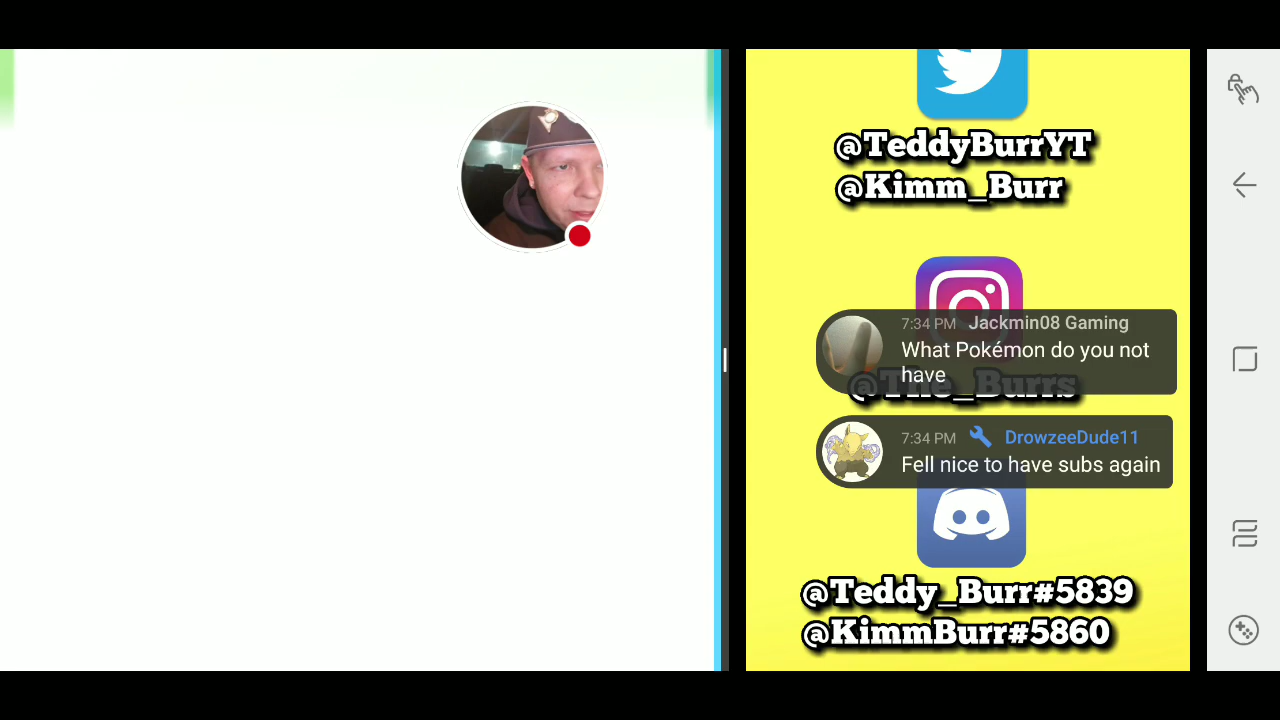 @TeddyBurrYT
@Kimm_Burr
7:34 PM Jackmin08 Gaming
What Pokémon do you not
have
@The_Burrs
7:34 PM DrowzeeDude11
Fell nice to have subs again
@Teddy_Burr#5839
@KimmBurr#5860